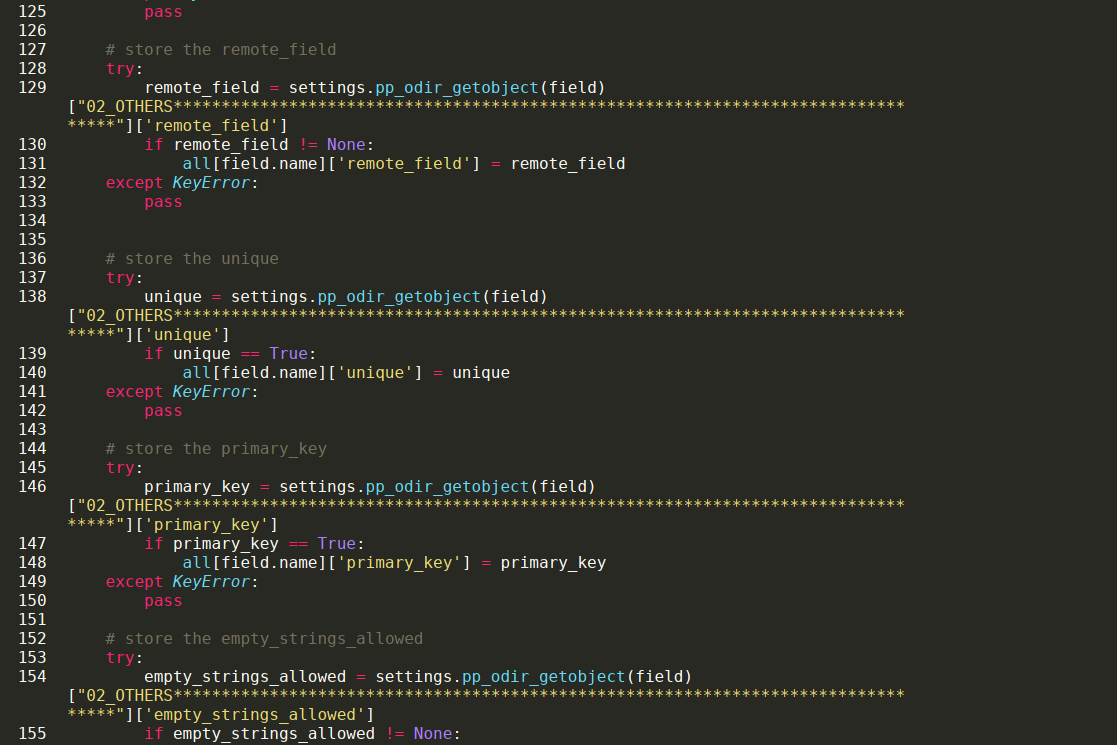 125 pass
126
127 # store the remote_field
128 try:
129 remote_field = settings.pp_odir_getobject(field)
["02_OTHERS****************************************************************************
*****"]['remote_field']
130 if remote_field != None:
131 all[field.name]['remote_field'] = remote_field
132 except KeyError:
133 pass
134
135
136 # store the unique
137 try:
138 unique = settings.pp_odir_getobject(field)
["02_OTHERS****************************************************************************
*****"]['unique']
139 if unique == True:
140 all[field.name]['unique'] = unique
141 except KeyError:
142 pass
143
144 # store the primary_key
145 try:
146 primary_key = settings.pp_odir_getobject(field)
["02_OTHERS****************************************************************************
*****"]['primary_key']
147 if primary_key == True:
148 all[field.name]['primary_key'] = primary_key
149 except KeyError:
150 pass
151
152 # store the empty_strings_allowed
153 try:
154 empty_strings_allowed = settings.pp_odir_getobject(field)
["02_OTHERS****************************************************************************
*****"]['empty_strings_allowed']
155 if empty_strings_allowed != None: